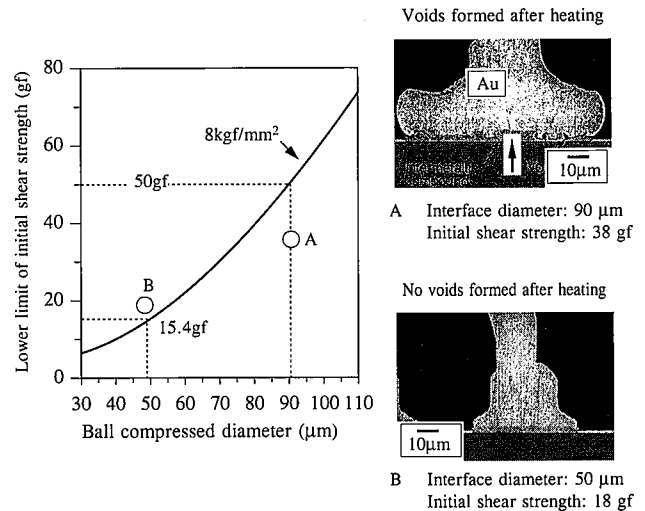 Voids formed after heating
Au
10μm
A Interface diameter: 90 μm
Initial shear strength: 38 gf
No voids formed after heating
10μm
B Interface diameter: 50 μm
Initial shear strength: 18 gf
Lower limit of initial shear strength (gf)
80
60
40
20
0
8kgf/mm²
50gf
A
B
15.4gf
30 40 50 60 70 80 90 100 110
Ball compressed diameter (μm)